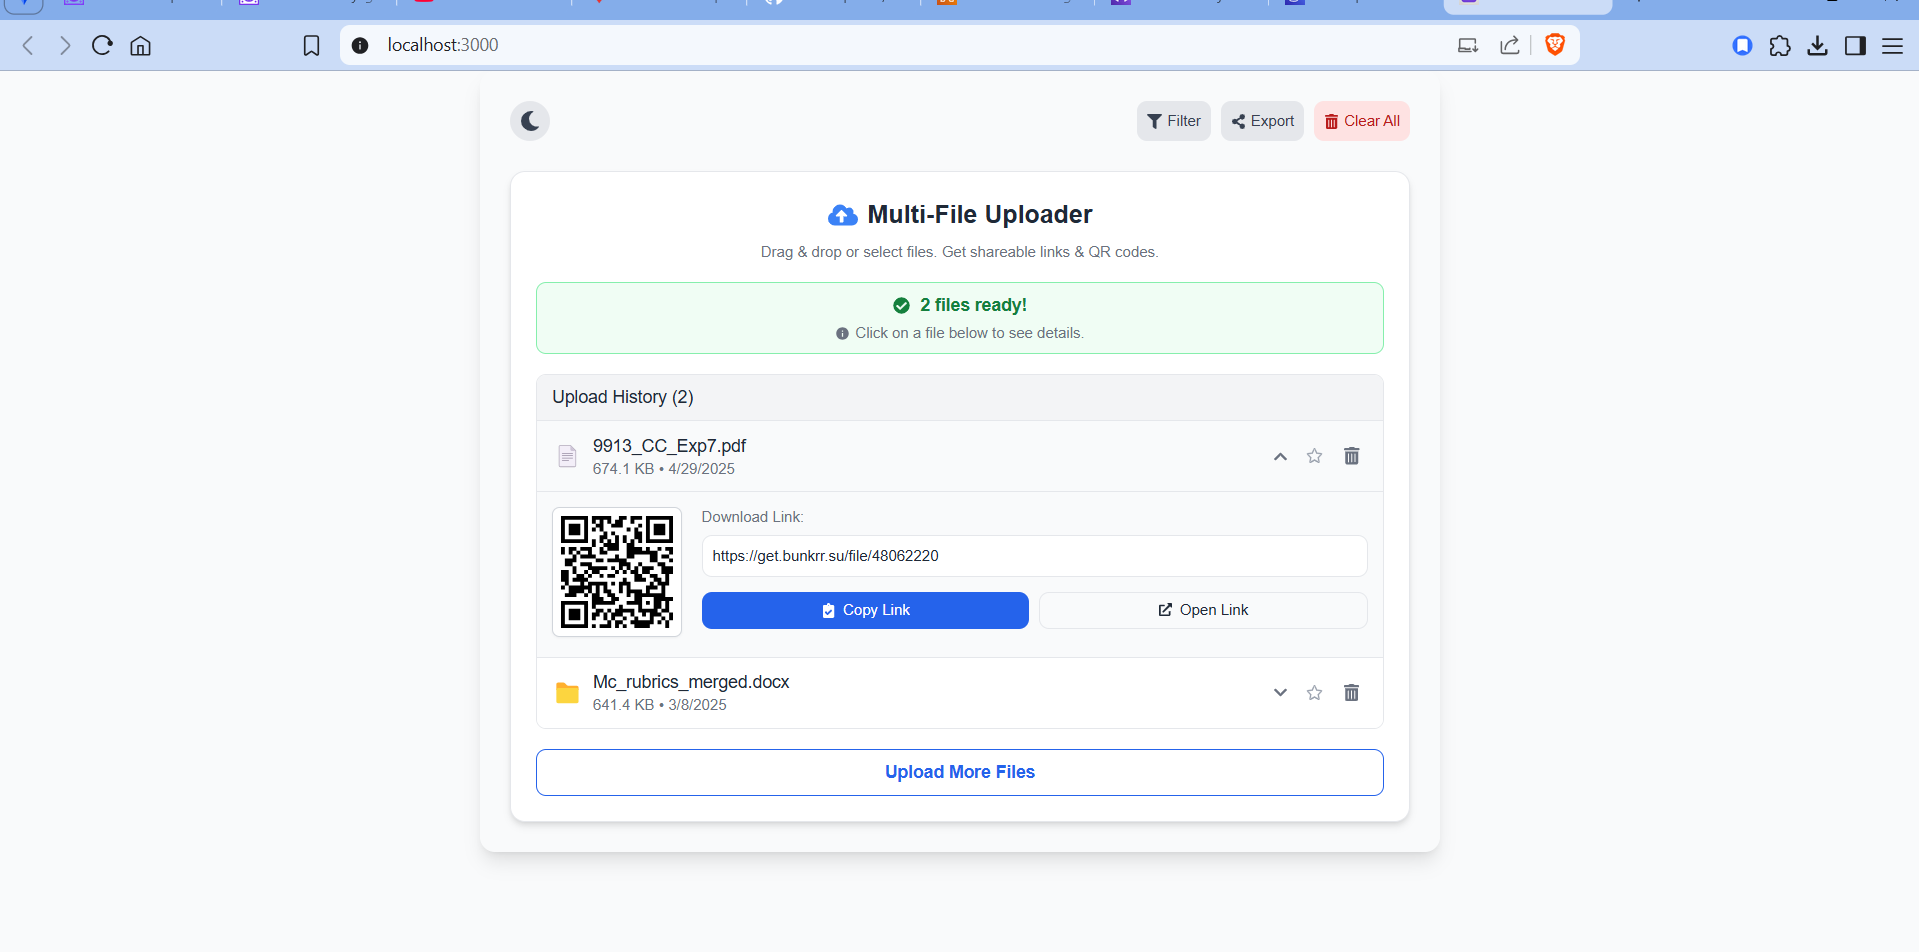 localhost:3000
Filter
Export
Clear All
Multi-File Uploader
Drag & drop or select files. Get shareable links & QR codes.
2 files ready!
Click on a file below to see details.
Upload History (2)
9913_CC_Exp7.pdf
674.1 KB • 4/29/2025
Download Link:
https://get.bunkrr.su/file/48062220
Copy Link
Open Link
Mc_rubrics_merged.docx
641.4 KB • 3/8/2025
Upload More Files